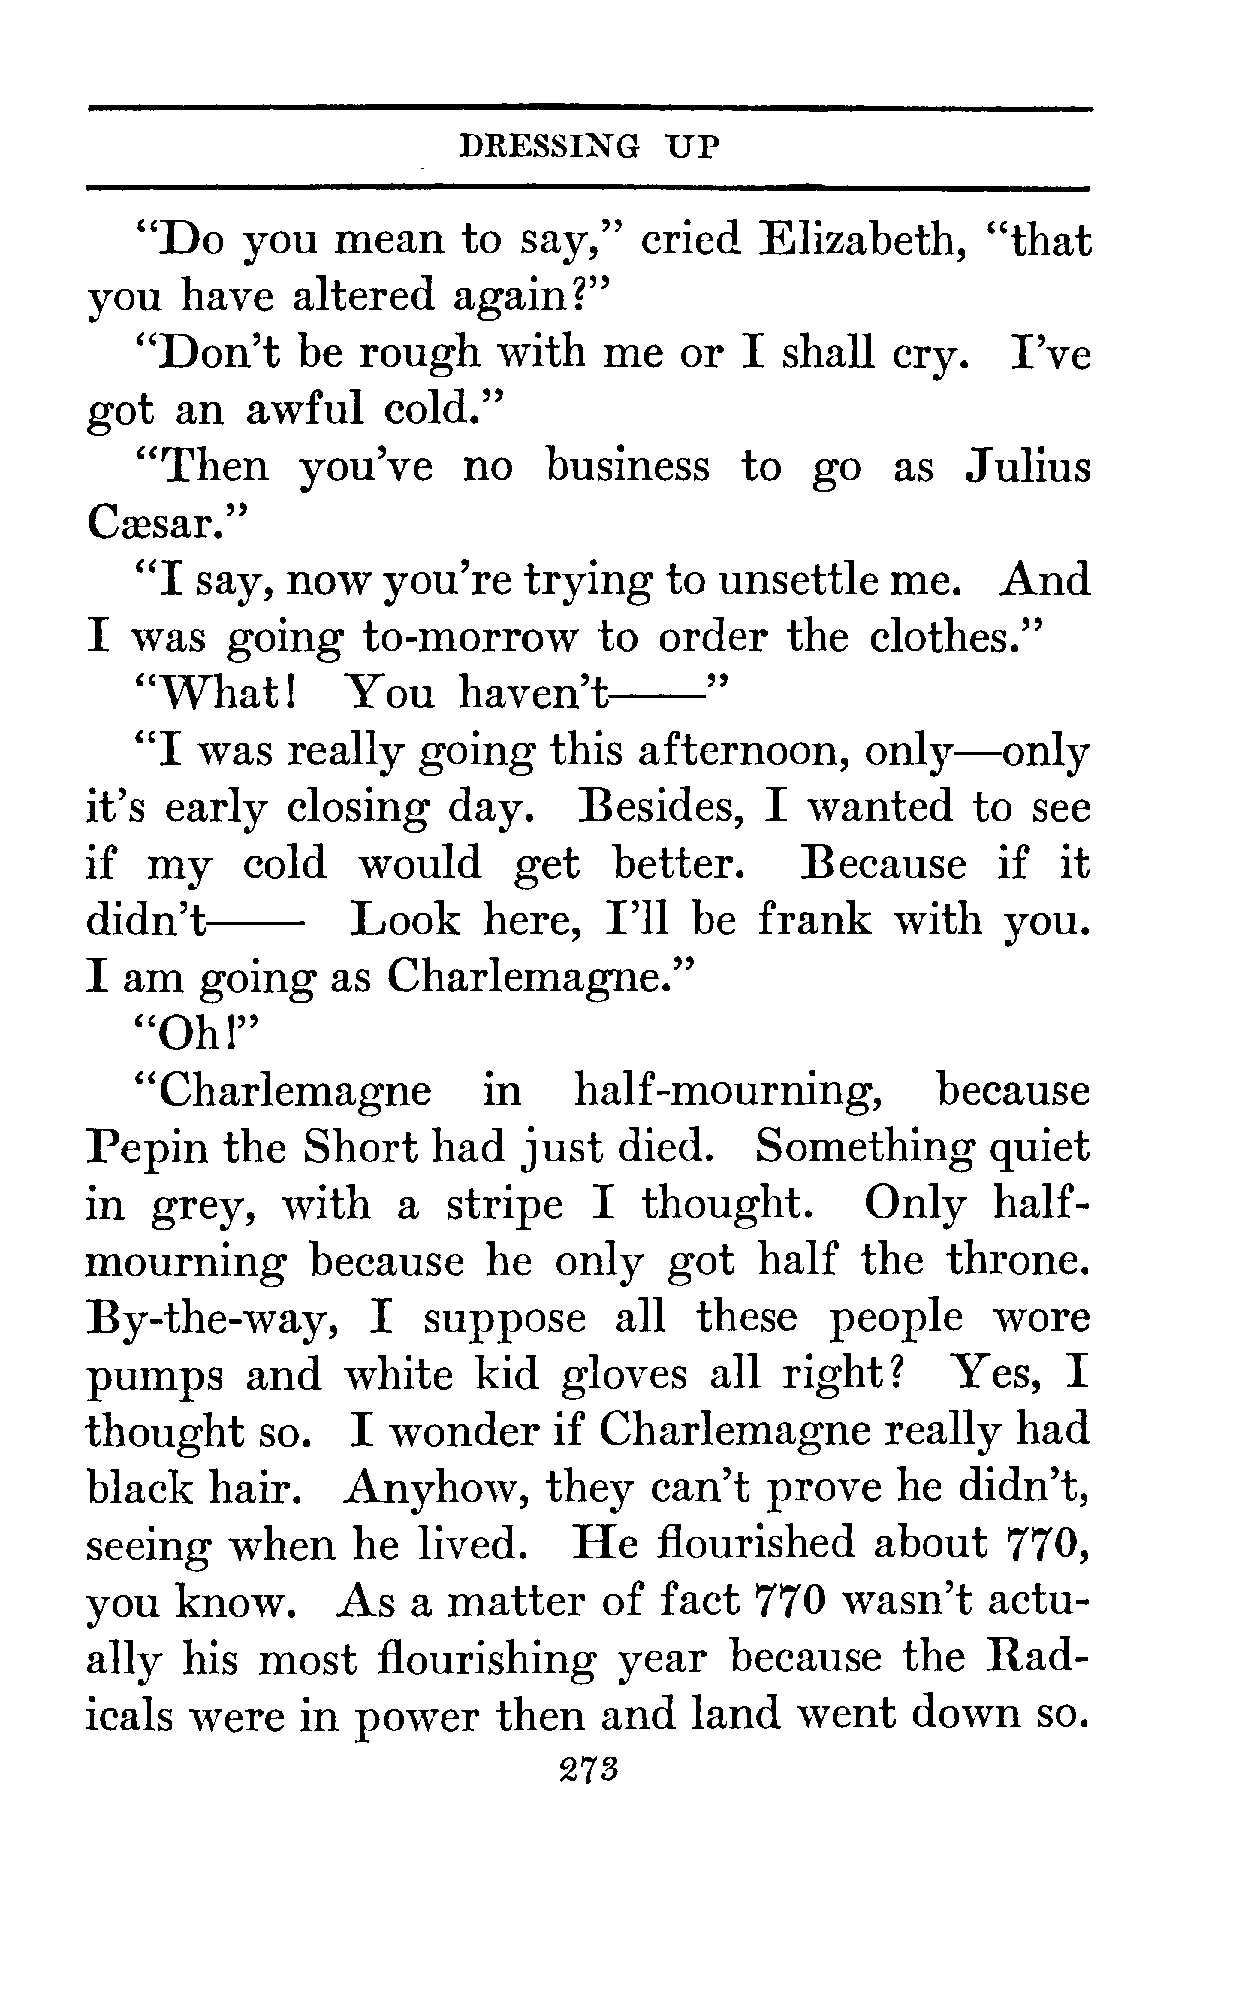 DRESSING UP
“Do you mean to say,” cried Elizabeth, “that
you have altered again?”
“Don’t be rough with me or I shall cry. I’ve
got an awful cold.”
“Then you’ve no business to go as Julius
Cæsar.”
“I say, now you’re trying to unsettle me. And
I was going to-morrow to order the clothes.”
“What! You haven’t——”
“I was really going this afternoon, only—only
it’s early closing day. Besides, I wanted to see
if my cold would get better. Because if it
didn’t—— Look here, I’ll be frank with you.
I am going as Charlemagne.”
“Oh!”
“Charlemagne in half-mourning, because
Pepin the Short had just died. Something quiet
in grey, with a stripe I thought. Only half-
mourning because he only got half the throne.
By-the-way, I suppose all these people wore
pumps and white kid gloves all right? Yes, I
thought so. I wonder if Charlemagne really had
black hair. Anyhow, they can’t prove he didn’t,
seeing when he lived. He flourished about 770,
you know. As a matter of fact 770 wasn’t actu-
ally his most flourishing year because the Rad-
icals were in power then and land went down so.
273